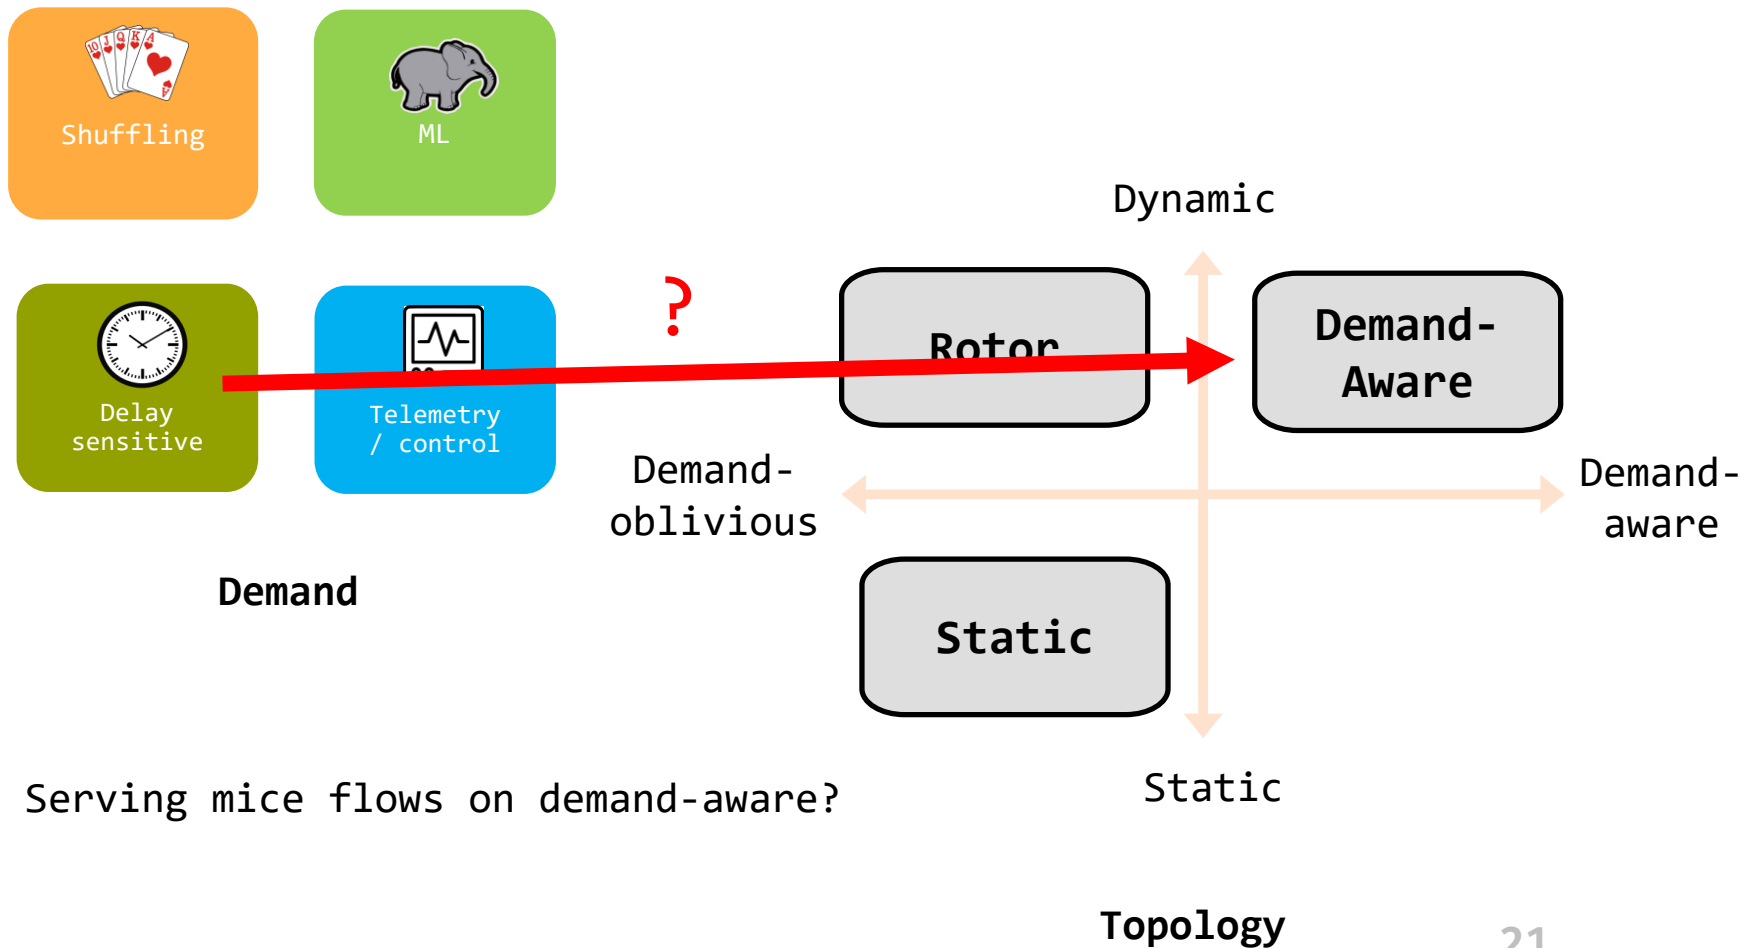 Shuffling
ML
Delay
sensitive
Telemetry
/ control
?
Demand
Serving mice flows on demand-aware?
Dynamic
Rotor
Demand-
Aware
Demand-
oblivious
Demand-
aware
Static
Static
Topology
21